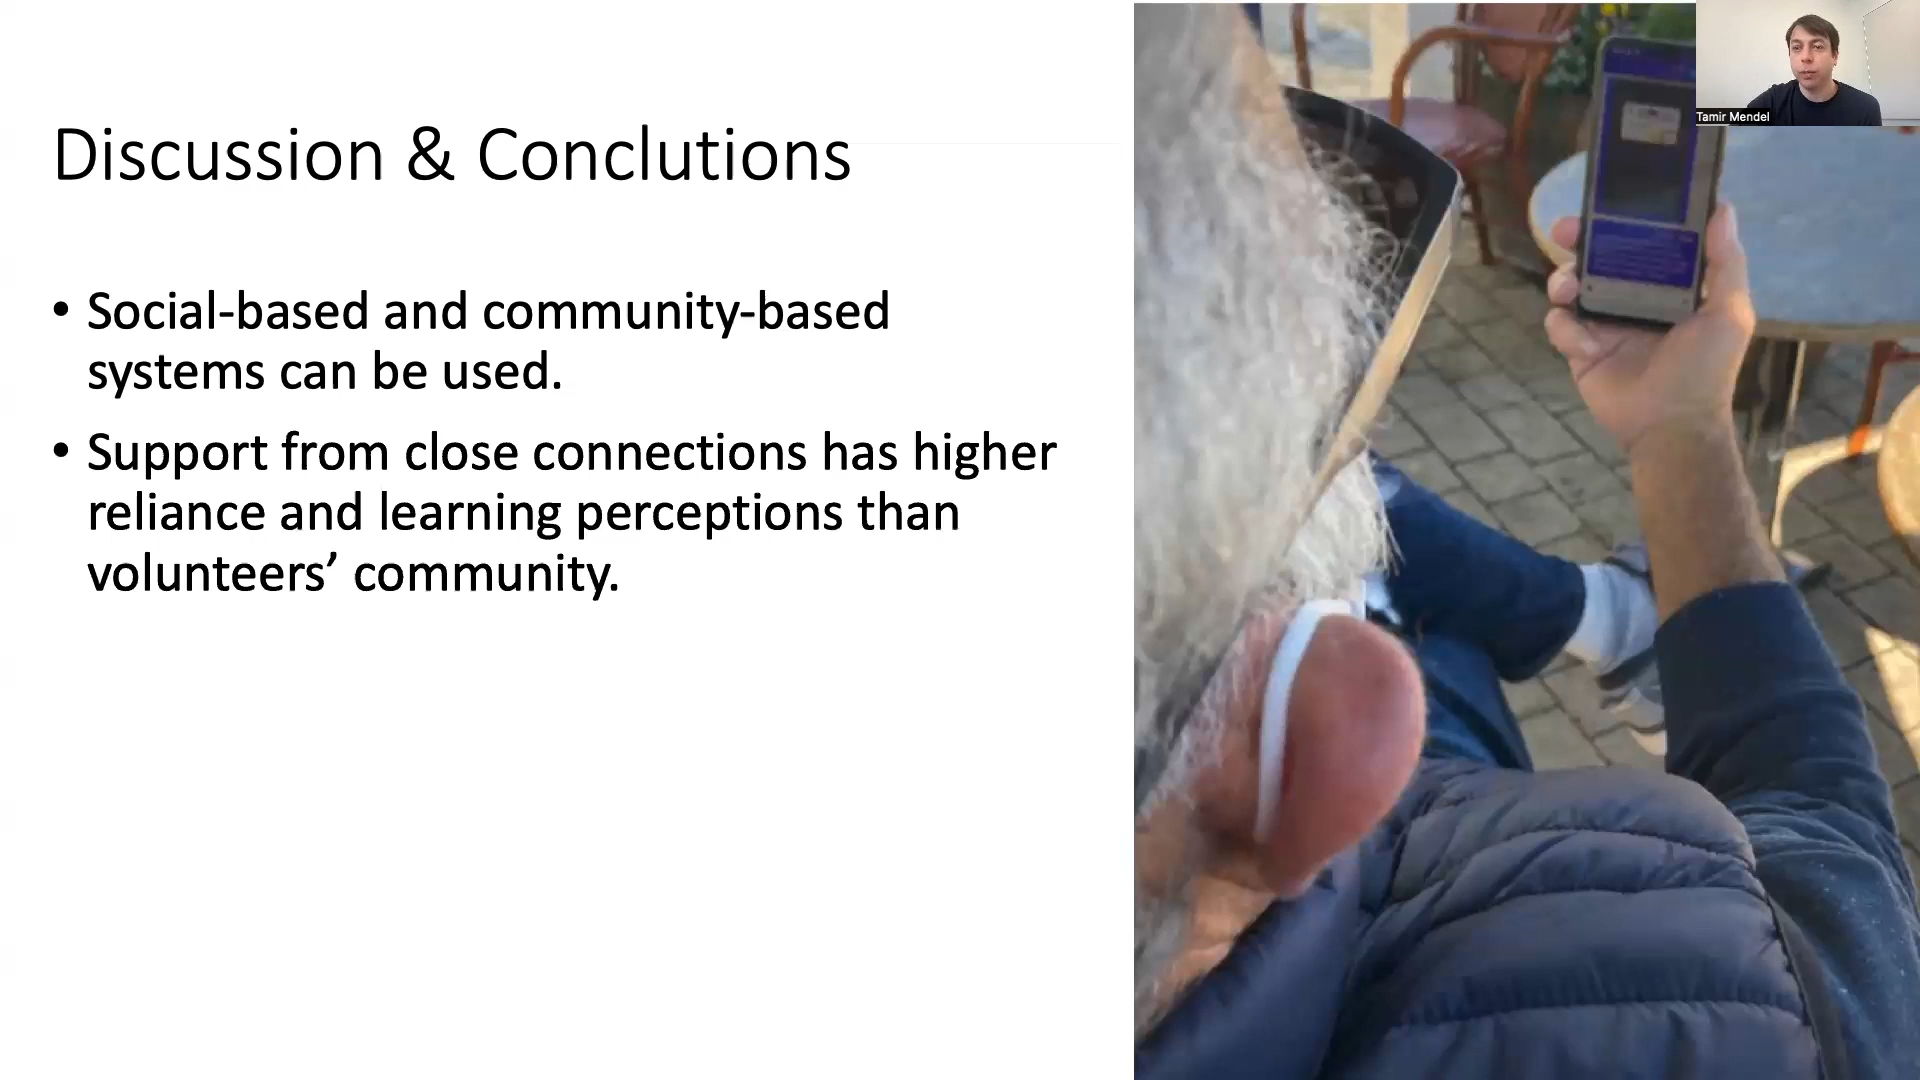 Discussion & Conclutions
• Social-based and community-based
systems can be used.
• Support from close connections has higher
reliance and learning perceptions than
volunteers’ community.
Tamir Mendel